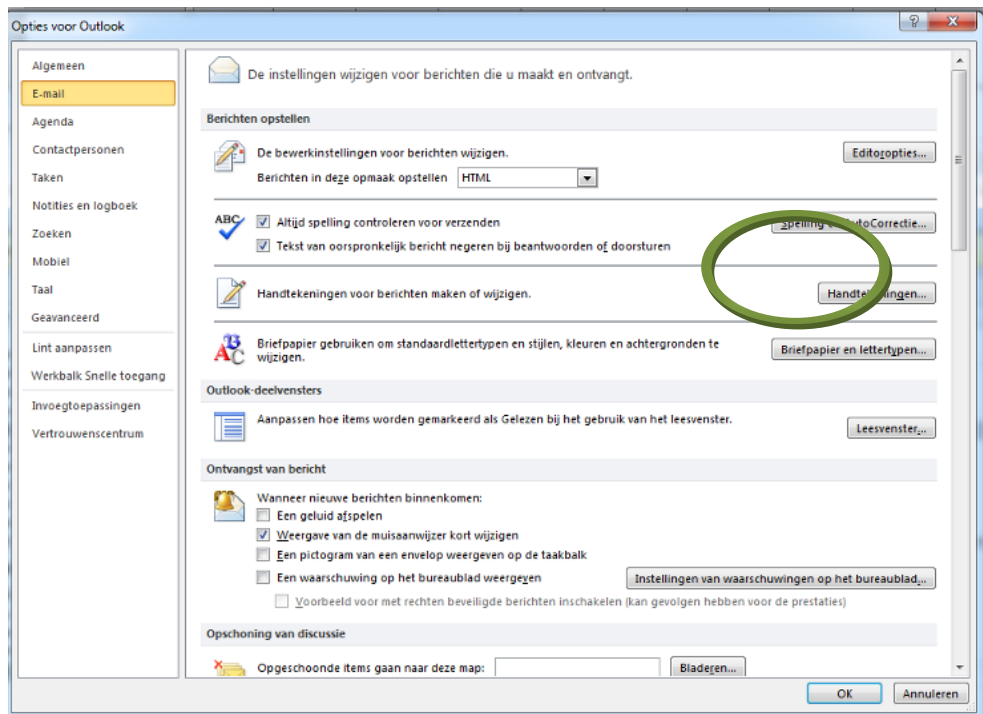 Opties voor Outlook
Algemeen
E-mail
Agenda
Contactpersonen
Taken
Notities en logboek
Zoeken
Mobiel
Taal
Geavanceerd
Lint aanpassen
Werkbalk Snelle toegang
Invoegtoepassingen
Vertrouwenscentrum
De instellingen wijzigen voor berichten die u maakt en ontvangt.
Berichten opstellen
De bewerkinstellingen voor berichten wijzigen.
Editoropties...
Berichten in deze opmaak opstellen HTML
ABC
Altijd spelling controleren voor verzenden
Spelling AutoCorrectie...
Tekst van oorspronkelijk bericht negeren bij beantwoorden of doorsturen
Handtekeningen voor berichten maken of wijzigen.
Handtekeningen...
Briefpapier gebruiken om standaardlettertypen en stijlen, kleuren en achtergronden te
wijzigen.
Briefpapier en lettertypen...
Outlook-deelvensters
Aanpassen hoe items worden gemarkeerd als Gelezen bij het gebruik van het leesvenster.
Leesvenster...
Ontvangst van bericht
Wanneer nieuwe berichten binnenkomen:
Een geluid afspelen
Weergave van de muisaanwijzer kort wijzigen
Een pictogram van een envelop weergeven op de taakbalk
Een waarschuwing op het bureaublad weergeven
Instellingen van waarschuwingen op het bureaublad...
Voorbeeld voor met rechten beveiligde berichten inschakelen (kan gevolgen hebben voor de prestaties)
Opschoning van discussie
Opgeschoonde items gaan naar deze map:
Bladeren...
OK
Annuleren